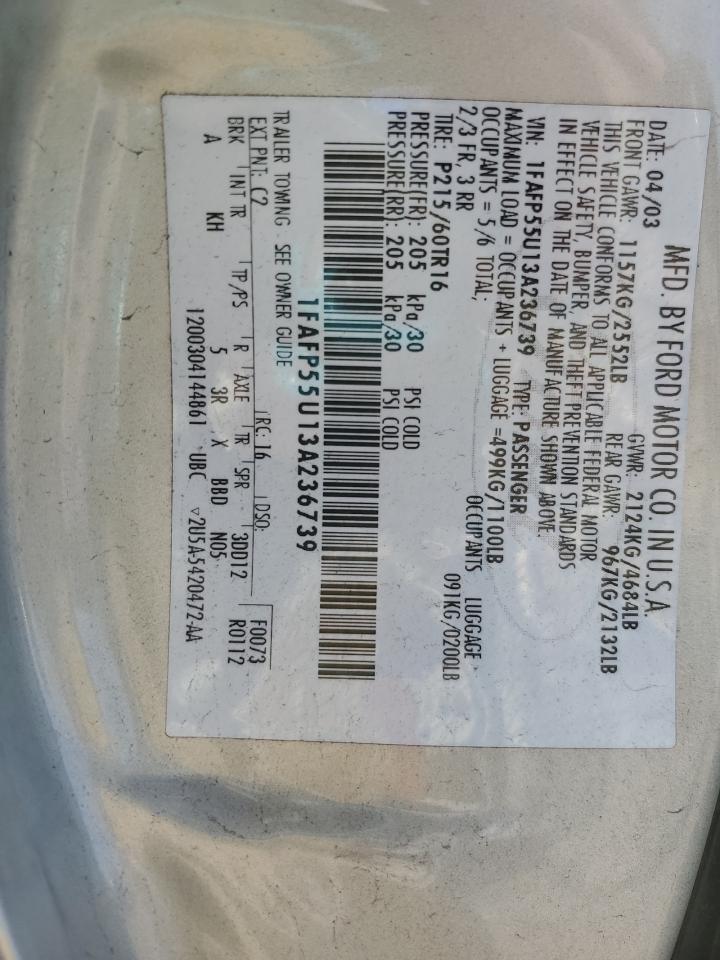 MFD. BY FORD MOTOR CO. IN U.S.A.
DATE: 04/03 GVWR: 2124KG/4684LB
FRONT GAWR: 1157KG/2552LB REAR GAWR: 967KG/2132LB
THIS VEHICLE CONFORMS TO ALL APPLICABLE FEDERAL MOTOR
VEHICLE SAFETY, BUMPER, AND THEFT PREVENTION STANDARDS
IN EFFECT ON THE DATE OF MANUFACTURE SHOWN ABOVE.
VIN: 1FAFP55U13A236739 TYPE: PASSENGER
MAXIMUM LOAD = OCCUPANTS + LUGGAGE = 499KG/1100LB
OCCUPANTS = 5/6 TOTAL; OCCUPANTS LUGGAGE
2/3 FR, 3 RR 091KG/0200LB
TIRE: P215/60TR16
PRESSURE(FR): 205 kPa/30 PSI COLD
PRESSURE(RR): 205 kPa/30 PSI COLD
1FAFP55U13A236739
TRAILER TOWING SEE OWNER GUIDE
EXT PNT: C2 RC: 16 DSO: F0073
BRK INT TR TP/PS R AXLE TR SPR 30D12 R0112
A KH 5 3R X BBD N05
1200304144861 UBC ▽2U5A-5420472-AA